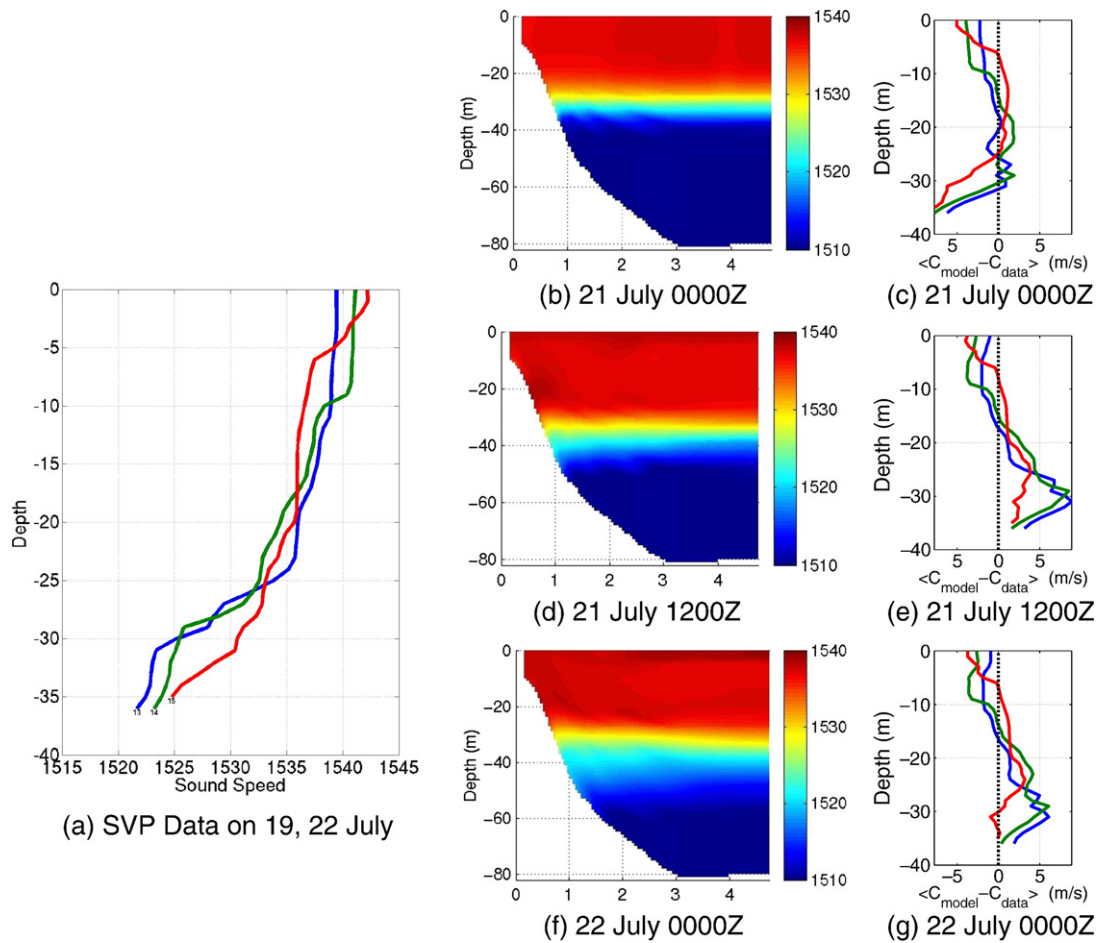 0
-5
-10
-15
-20
-25
-30
-35
-40
Depth
13 14 15
1515 1520 1525 1530 1535 1540 1545
Sound Speed
(a) SVP Data on 19, 22 July
0
−20
−40
−60
−80
Depth (m)
0 1 2 3 4
1540
1530
1520
1510
(b) 21 July 0000Z
0
−10
−20
−30
−40
Depth (m)
5 0 5
<C_model−C_data> (m/s)
(c) 21 July 0000Z
0
−20
−40
−60
−80
Depth (m)
0 1 2 3 4
1540
1530
1520
1510
(d) 21 July 1200Z
0
−10
−20
−30
−40
Depth (m)
5 0 5
<C_model−C_data> (m/s)
(e) 21 July 1200Z
0
−20
−40
−60
−80
Depth (m)
0 1 2 3 4
1540
1530
1520
1510
(f) 22 July 0000Z
0
−10
−20
−30
−40
Depth (m)
5 0 5
<C_model−C_data> (m/s)
(g) 22 July 0000Z